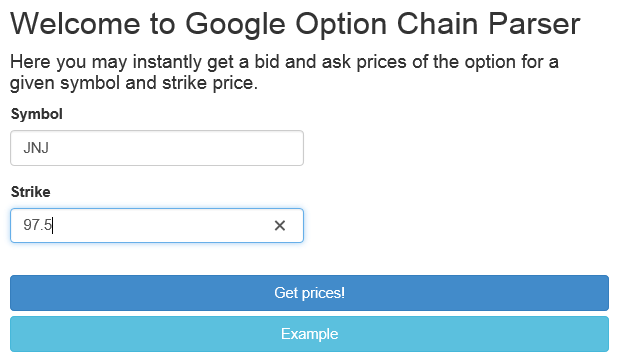 Welcome to Google Option Chain Parser
Here you may instantly get a bid and ask prices of the option for a
given symbol and strike price.
Symbol
JNJ
Strike
97.5
Get prices!
Example